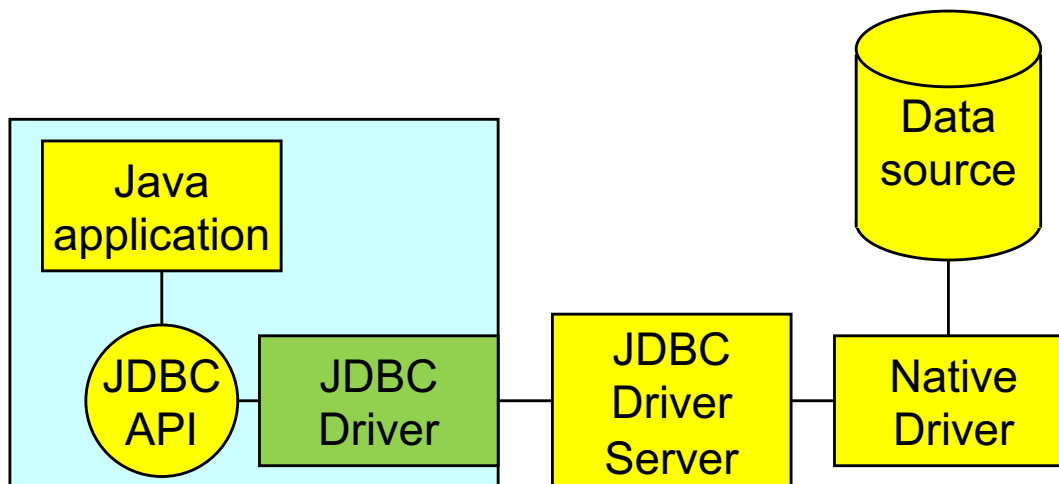 Data
source
Java
application
JDBC
API
JDBC
Driver
JDBC
Driver
Server
Native
Driver